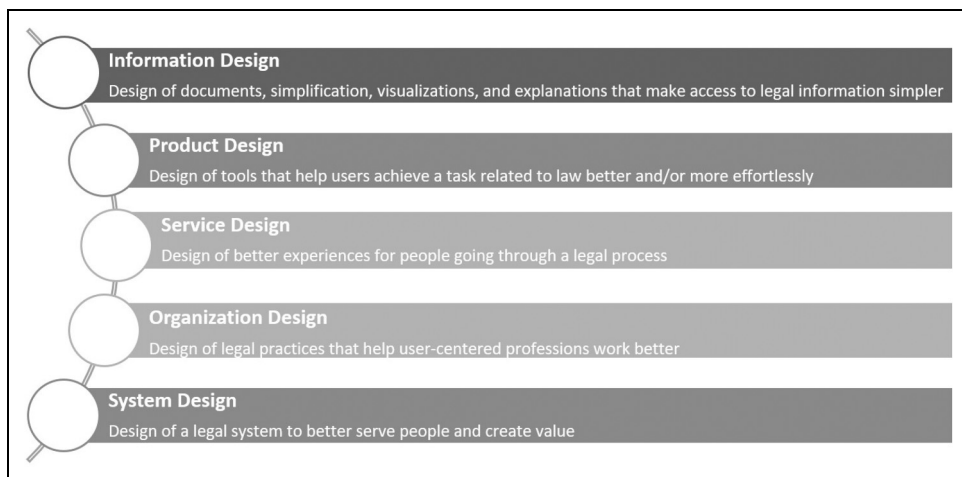 Information Design
Design of documents, simplification, visualizations, and explanations that make access to legal information simpler
Product Design
Design of tools that help users achieve a task related to law better and/or more effortlessly
Service Design
Design of better experiences for people going through a legal process
Organization Design
Design of legal practices that help user-centered professions work better
System Design
Design of a legal system to better serve people and create value